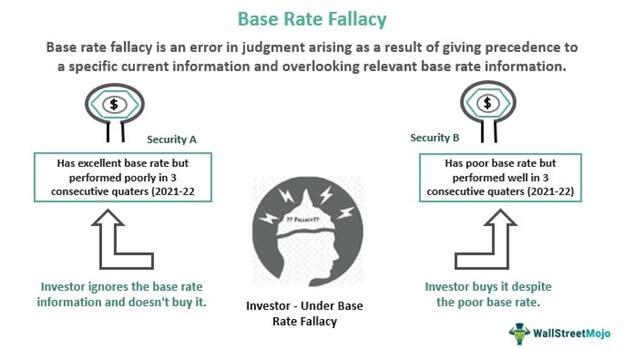 Base Rate Fallacy
Base rate fallacy is an error in judgment arising as a result of giving precedence to
a specific current information and overlooking relevant base rate information.
$
Security A
Has excellent base rate but
performed poorly in 3
consecutive quaters (2021-22
Investor ignores the base rate
information and doesn't buy it.
?? FALLACY??
Investor - Under Base
Rate Fallacy
$
Security B
Has poor base rate but
performed well in 3
consecutive quaters (2021-22)
Investor buys it despite
the poor base rate.
WallStreetMojo